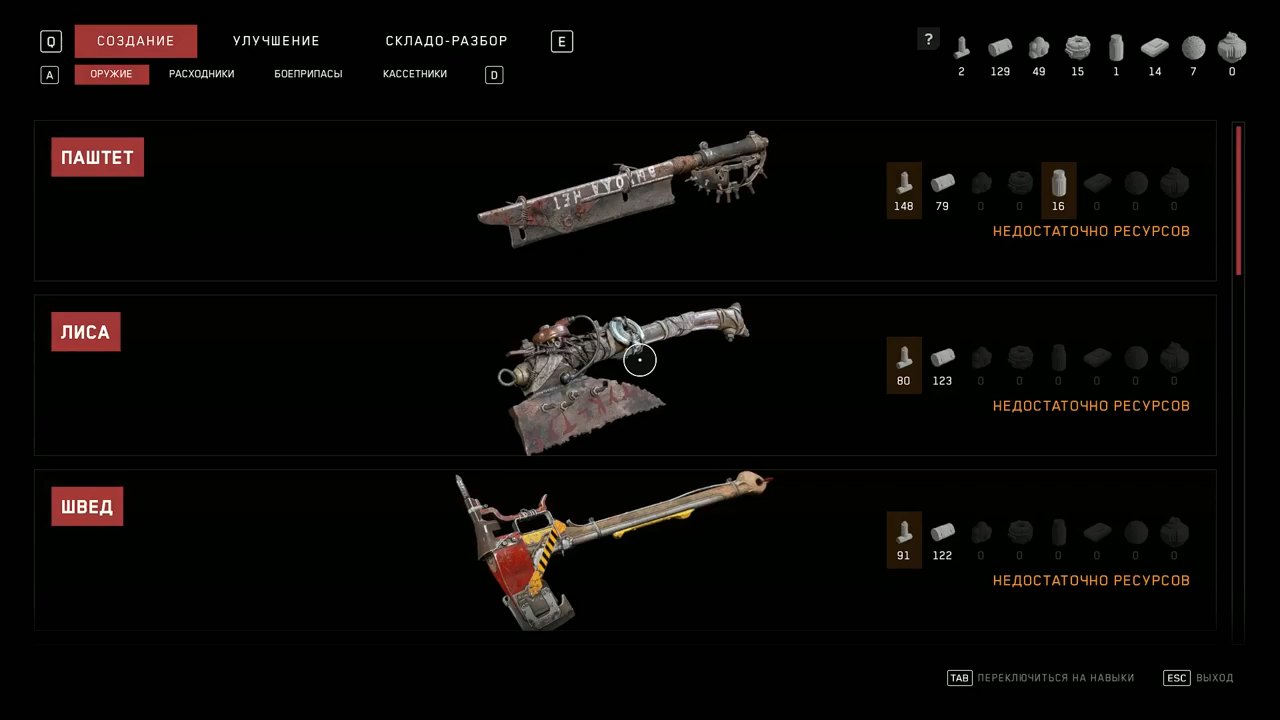 Q СОЗДАНИЕ УЛУЧШЕНИЕ СКЛАДО-РАЗБОР E ?
A ОРУЖИЕ РАСХОДНИКИ БОЕПРИПАСЫ КАССЕТНИКИ D
2 129 49 15 1 14 7 0
ПАШТЕТ
148 79 0 0 16 0 0 0
НЕДОСТАТОЧНО РЕСУРСОВ
ЛИСА
80 123 0 0 0 0 0 0
НЕДОСТАТОЧНО РЕСУРСОВ
ШВЕД
91 122 0 0 0 0 0 0
НЕДОСТАТОЧНО РЕСУРСОВ
TAB ПЕРЕКЛЮЧИТЬСЯ НА НАВЫКИ ESC ВЫХОД